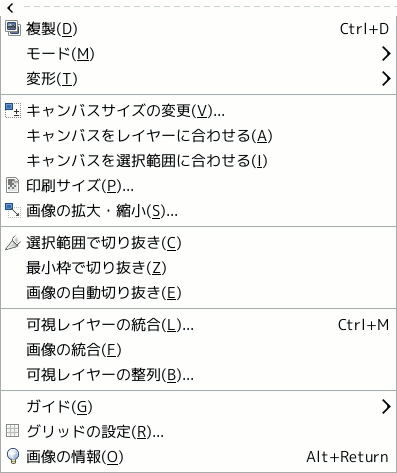 複製(D) Ctrl+D
モード(M)
変形(T)
キャンバスサイズの変更(V)...
キャンバスをレイヤーに合わせる(A)
キャンバスを選択範囲に合わせる(I)
印刷サイズ(P)...
画像の拡大・縮小(S)...
選択範囲で切り抜き(C)
最小枠で切り抜き(Z)
画像の自動切り抜き(E)
可視レイヤーの統合(L)... Ctrl+M
画像の統合(F)
可視レイヤーの整列(B)...
ガイド(G)
グリッドの設定(R)...
画像の情報(O) Alt+Return